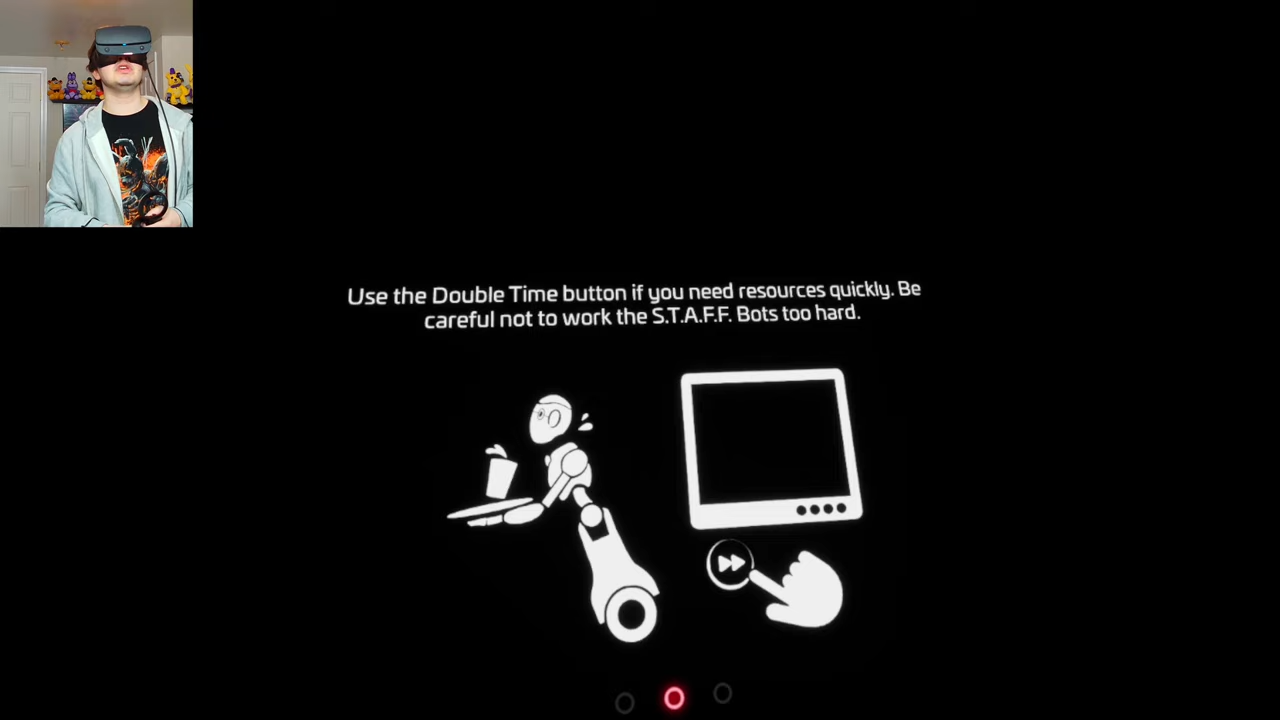 Use the Double Time button if you need resources quickly. Be
careful not to work the S.T.A.F.F. Bots too hard.